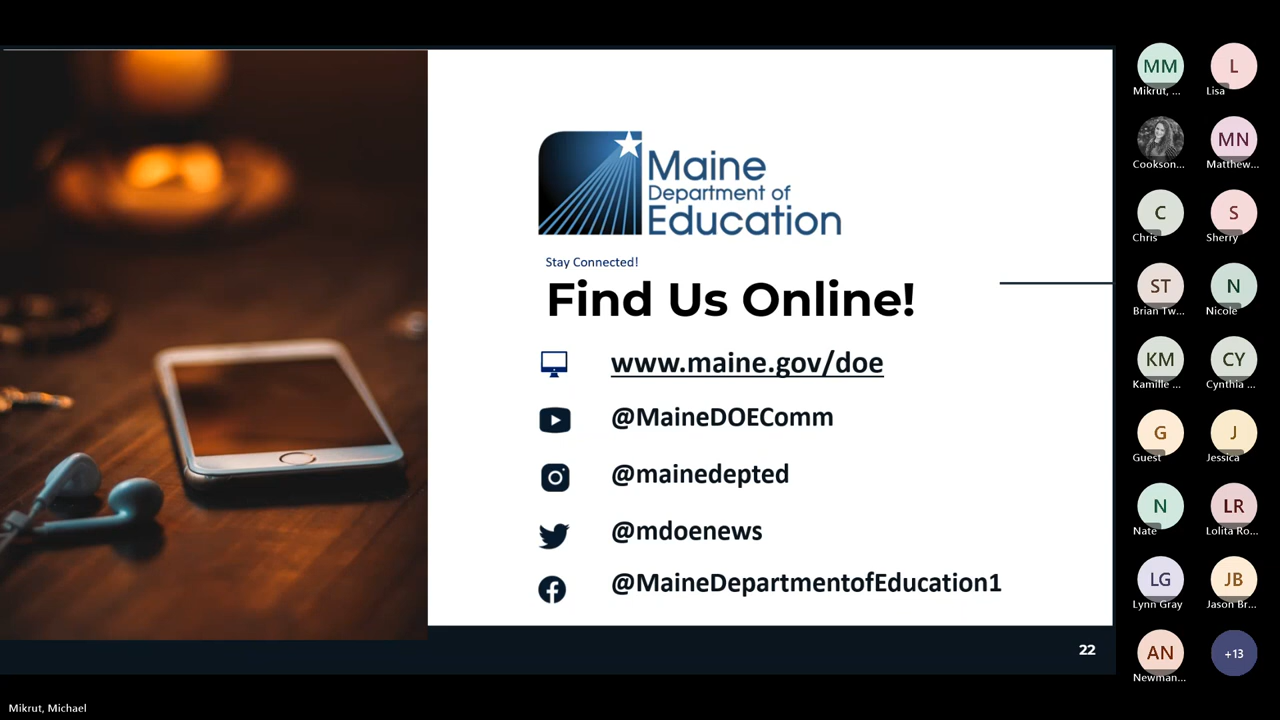 Maine
Department of
Education
Stay Connected!
Find Us Online!
www.maine.gov/doe
@MaineDOEComm
@mainedepted
@mdoenews
@MaineDepartmentofEducation1
22
MM
L
Mikrut, ...
Lisa
MN
Cookson...
Matthew...
C
S
Chris
Sherry
ST
N
Brian Tw...
Nicole
KM
CY
Kamille ...
Cynthia ...
G
J
Guest
Jessica
N
LR
Nate
Lolita Ro...
LG
JB
Lynn Gray
Jason Br...
AN
+13
Newman...
Mikrut, Michael